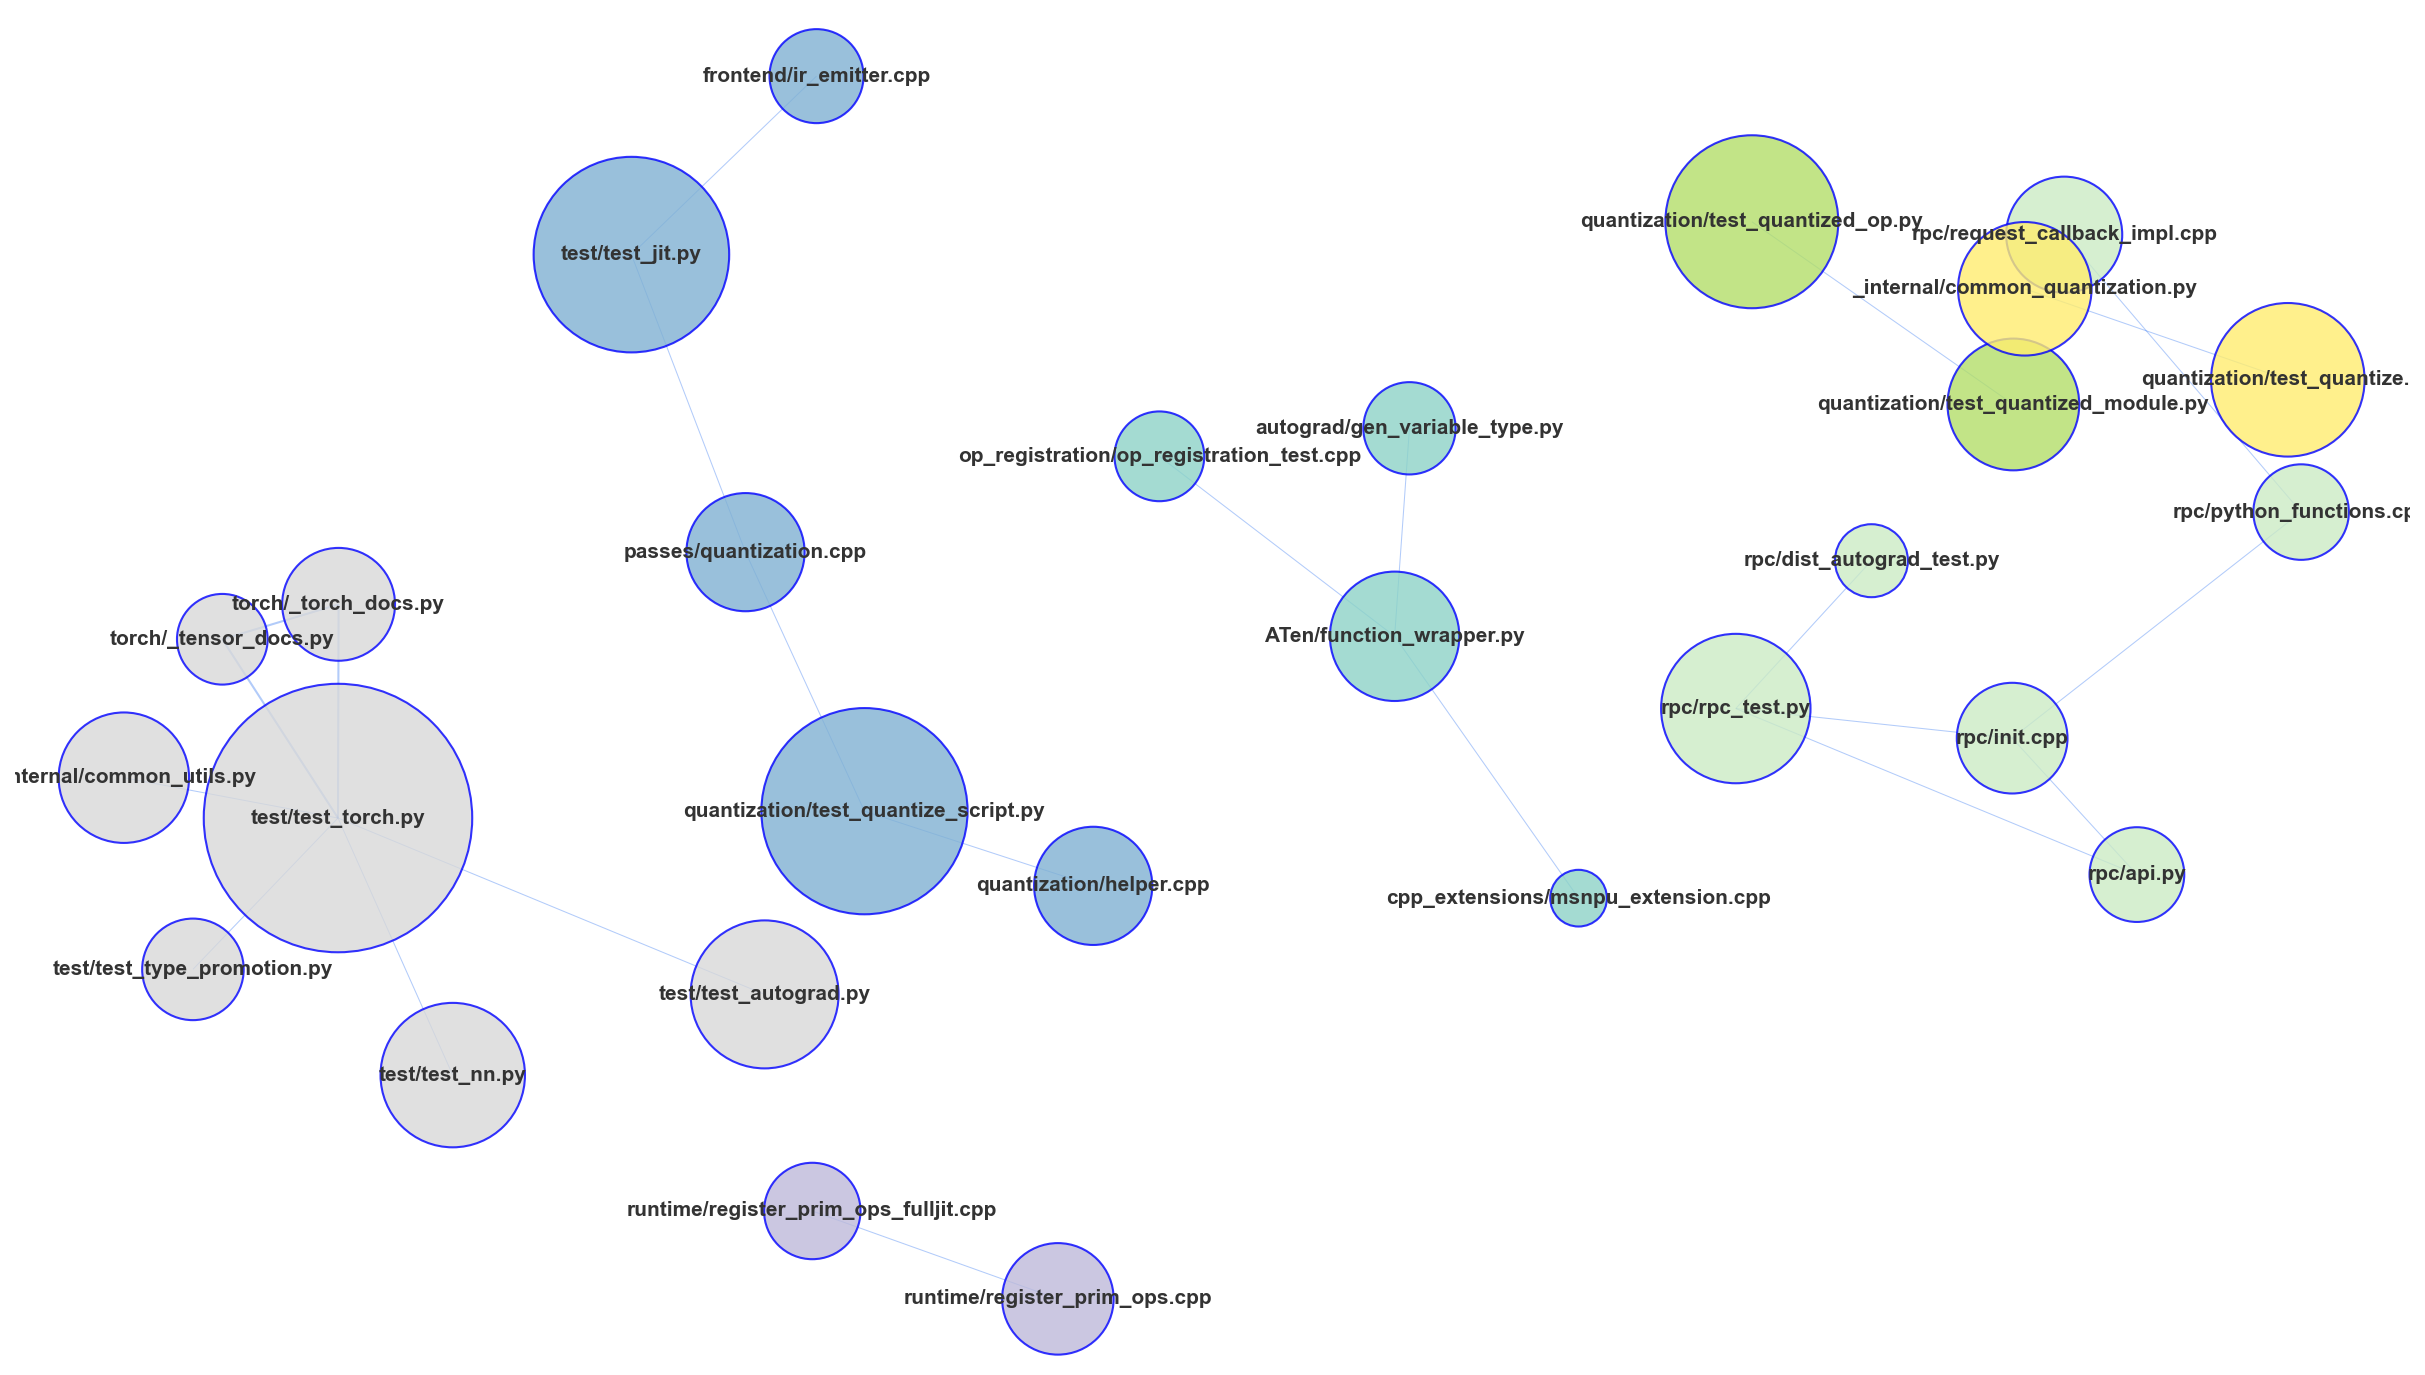 frontend/ir_emitter.cpp
test/test_jit.py
quantization/test_quantized_op.py
rpc/request_callback_impl.cpp
_internal/common_quantization.py
quantization/test_quantize.
quantization/test_quantized_module.py
autograd/gen_variable_type.py
op_registration/op_registration_test.cpp
rpc/python_functions.cp
passes/quantization.cpp
rpc/dist_autograd_test.py
torch/_torch_docs.py
torch/_tensor_docs.py
ATen/function_wrapper.py
rpc/rpc_test.py
rpc/init.cpp
nternal/common_utils.py
test/test_torch.py
quantization/test_quantize_script.py
rpc/api.py
quantization/helper.cpp
cpp_extensions/msnpu_extension.cpp
test/test_type_promotion.py
test/test_autograd.py
test/test_nn.py
runtime/register_prim_ops_fulljit.cpp
runtime/register_prim_ops.cpp